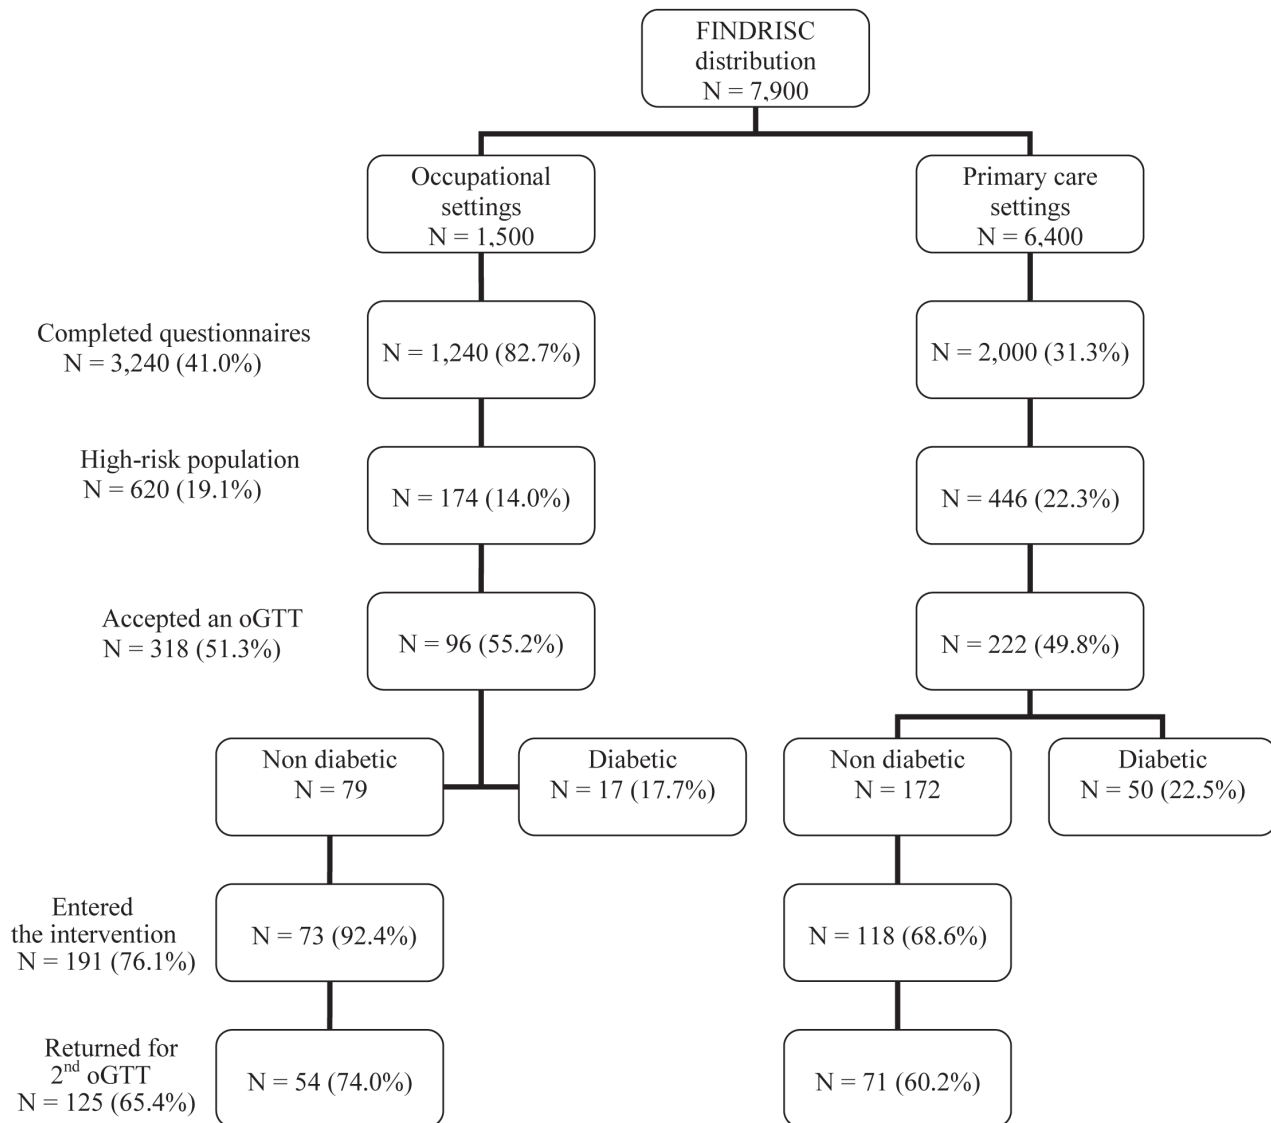 FINDRISC
distribution
N = 7,900
Occupational
settings
N = 1,500
Primary care
settings
N = 6,400
Completed questionnaires
N = 3,240 (41.0%)
N = 1,240 (82.7%)
N = 2,000 (31.3%)
High-risk population
N = 620 (19.1%)
N = 174 (14.0%)
N = 446 (22.3%)
Accepted an oGTT
N = 318 (51.3%)
N = 96 (55.2%)
N = 222 (49.8%)
Non diabetic
N = 79
Diabetic
N = 17 (17.7%)
Non diabetic
N = 172
Diabetic
N = 50 (22.5%)
Entered
the intervention
N = 191 (76.1%)
N = 73 (92.4%)
N = 118 (68.6%)
Returned for
2nd oGTT
N = 125 (65.4%)
N = 54 (74.0%)
N = 71 (60.2%)